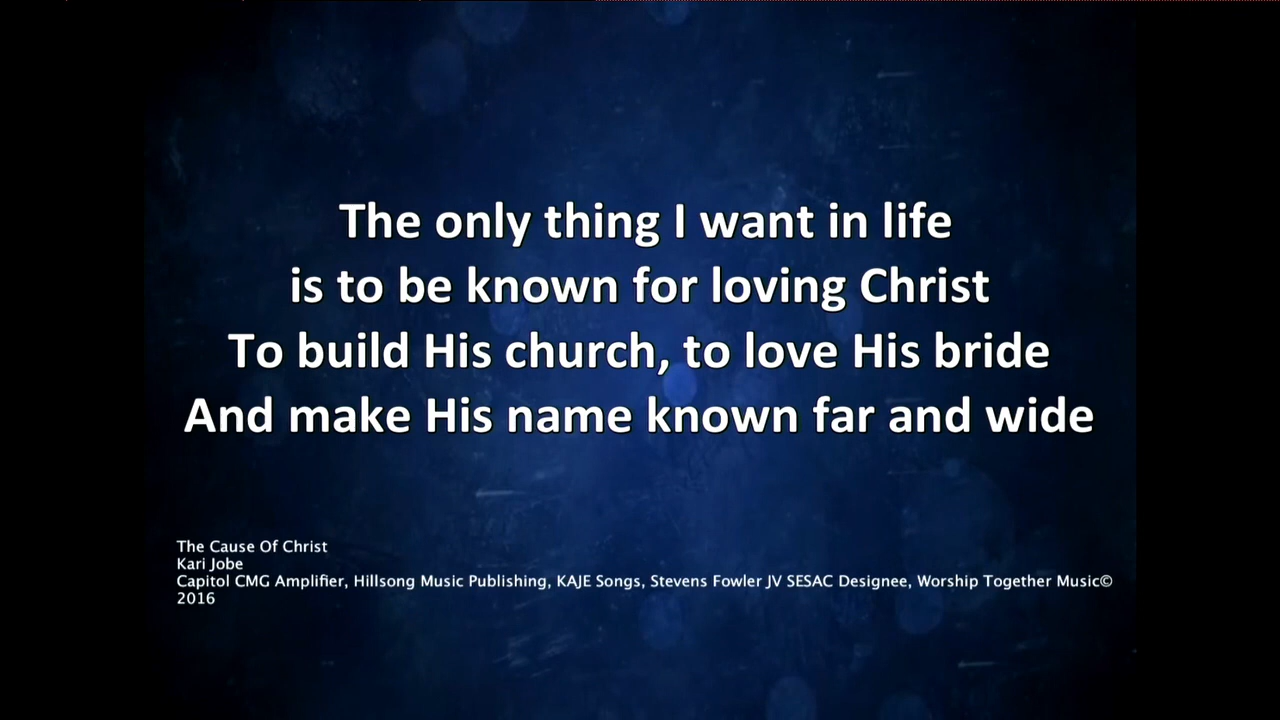 The only thing I want in life
is to be known for loving Christ
To build His church, to love His bride
And make His name known far and wide
The Cause Of Christ
Kari Jobe
Capitol CMG Amplifier, Hillsong Music Publishing, KAJE Songs, Stevens Fowler JV SESAC Designee, Worship Together Music©
2016